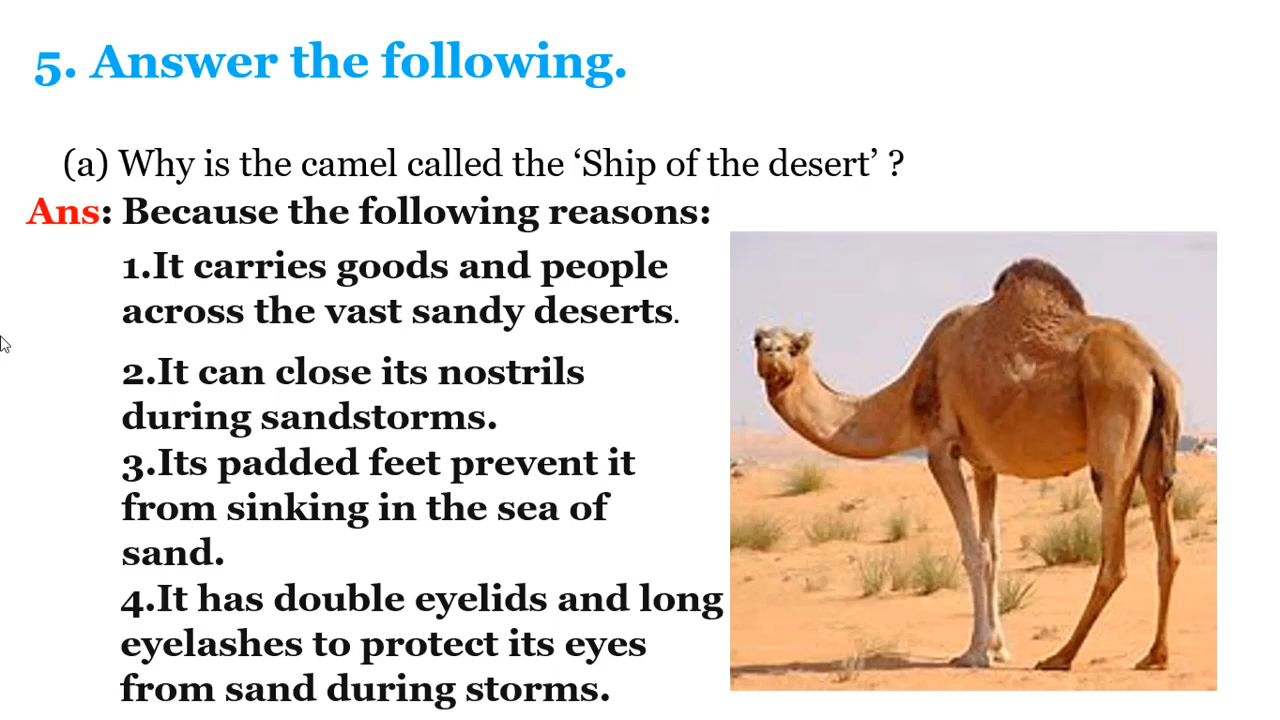 5. Answer the following.
(a) Why is the camel called the ‘Ship of the desert’ ?
Ans: Because the following reasons:
1.It carries goods and people
across the vast sandy deserts.
2.It can close its nostrils
during sandstorms.
3.Its padded feet prevent it
from sinking in the sea of
sand.
4.It has double eyelids and long
eyelashes to protect its eyes
from sand during storms.